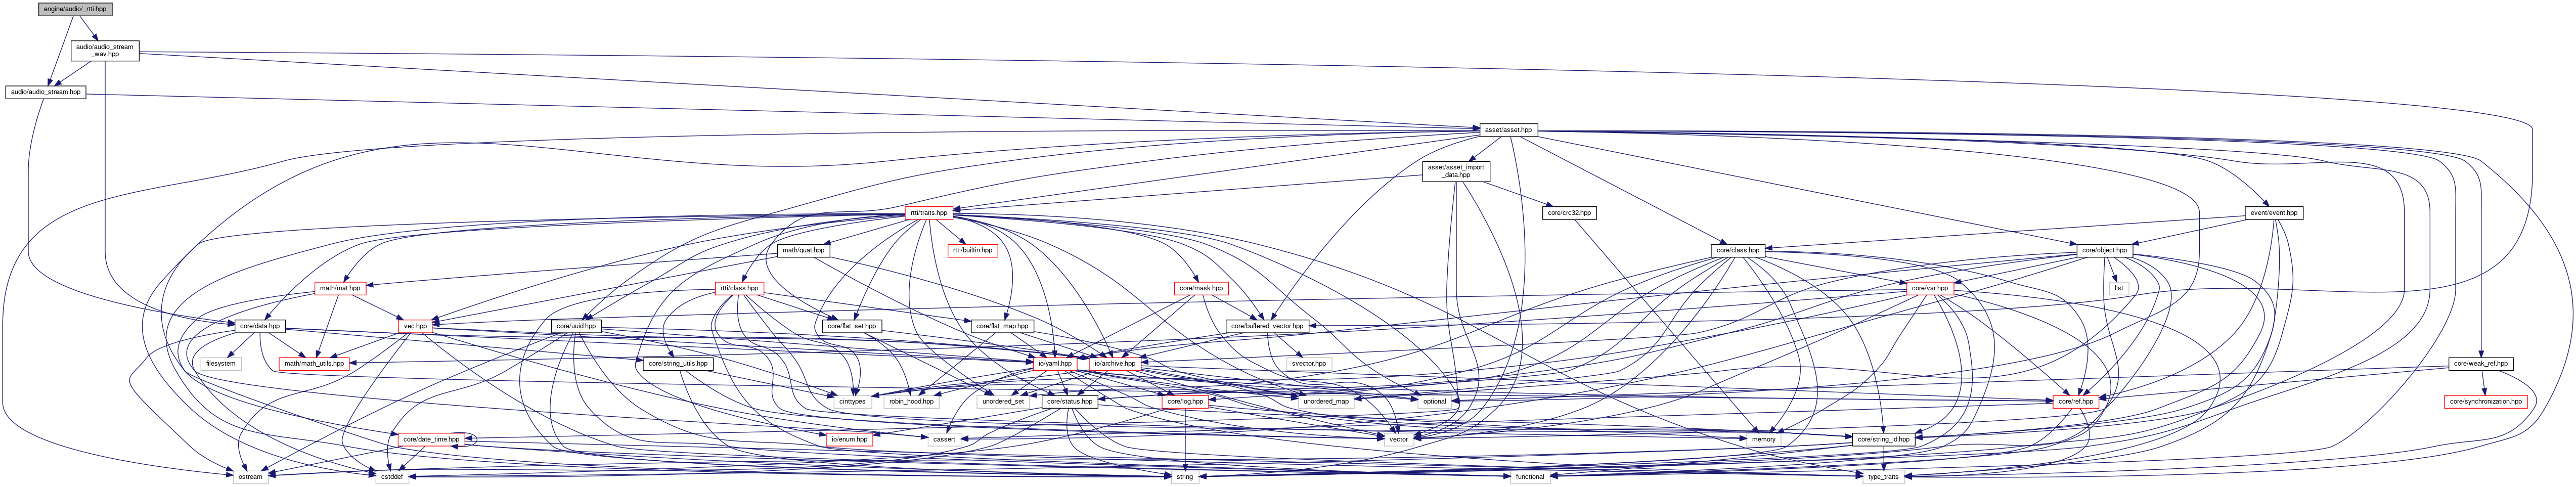 engine/audio/_rtti.hpp
audio/audio_stream
_wav.hpp
audio/audio_stream.hpp
asset/asset.hpp
asset/asset_import
_data.hpp
rtti/traits.hpp
core/crc32.hpp
event/event.hpp
math/quat.hpp
rtti/builtin.hpp
core/class.hpp
core/object.hpp
math/mat.hpp
rtti/class.hpp
core/mask.hpp
core/var.hpp
list
core/data.hpp
vec.hpp
core/uuid.hpp
core/flat_set.hpp
core/flat_map.hpp
core/buffered_vector.hpp
filesystem
math/math_utils.hpp
core/string_utils.hpp
io/yaml.hpp
io/archive.hpp
svector.hpp
core/weak_ref.hpp
cinttypes
robin_hood.hpp
unordered_set
core/status.hpp
core/log.hpp
unordered_map
optional
core/ref.hpp
core/synchronization.hpp
core/date_time.hpp
io/enum.hpp
cassert
vector
memory
core/string_id.hpp
ostream
cstddef
string
functional
type_traits